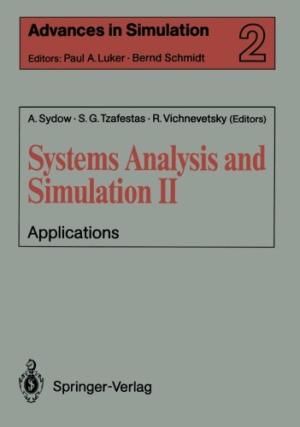 Advances in Simulation
2
Editors: Paul A. Luker · Bernd Schmidt
A. Sydow · S. G. Tzafestas · R. Vichnevetsky (Editors)
Systems Analysis and
Simulation II
Applications
Springer-Verlag